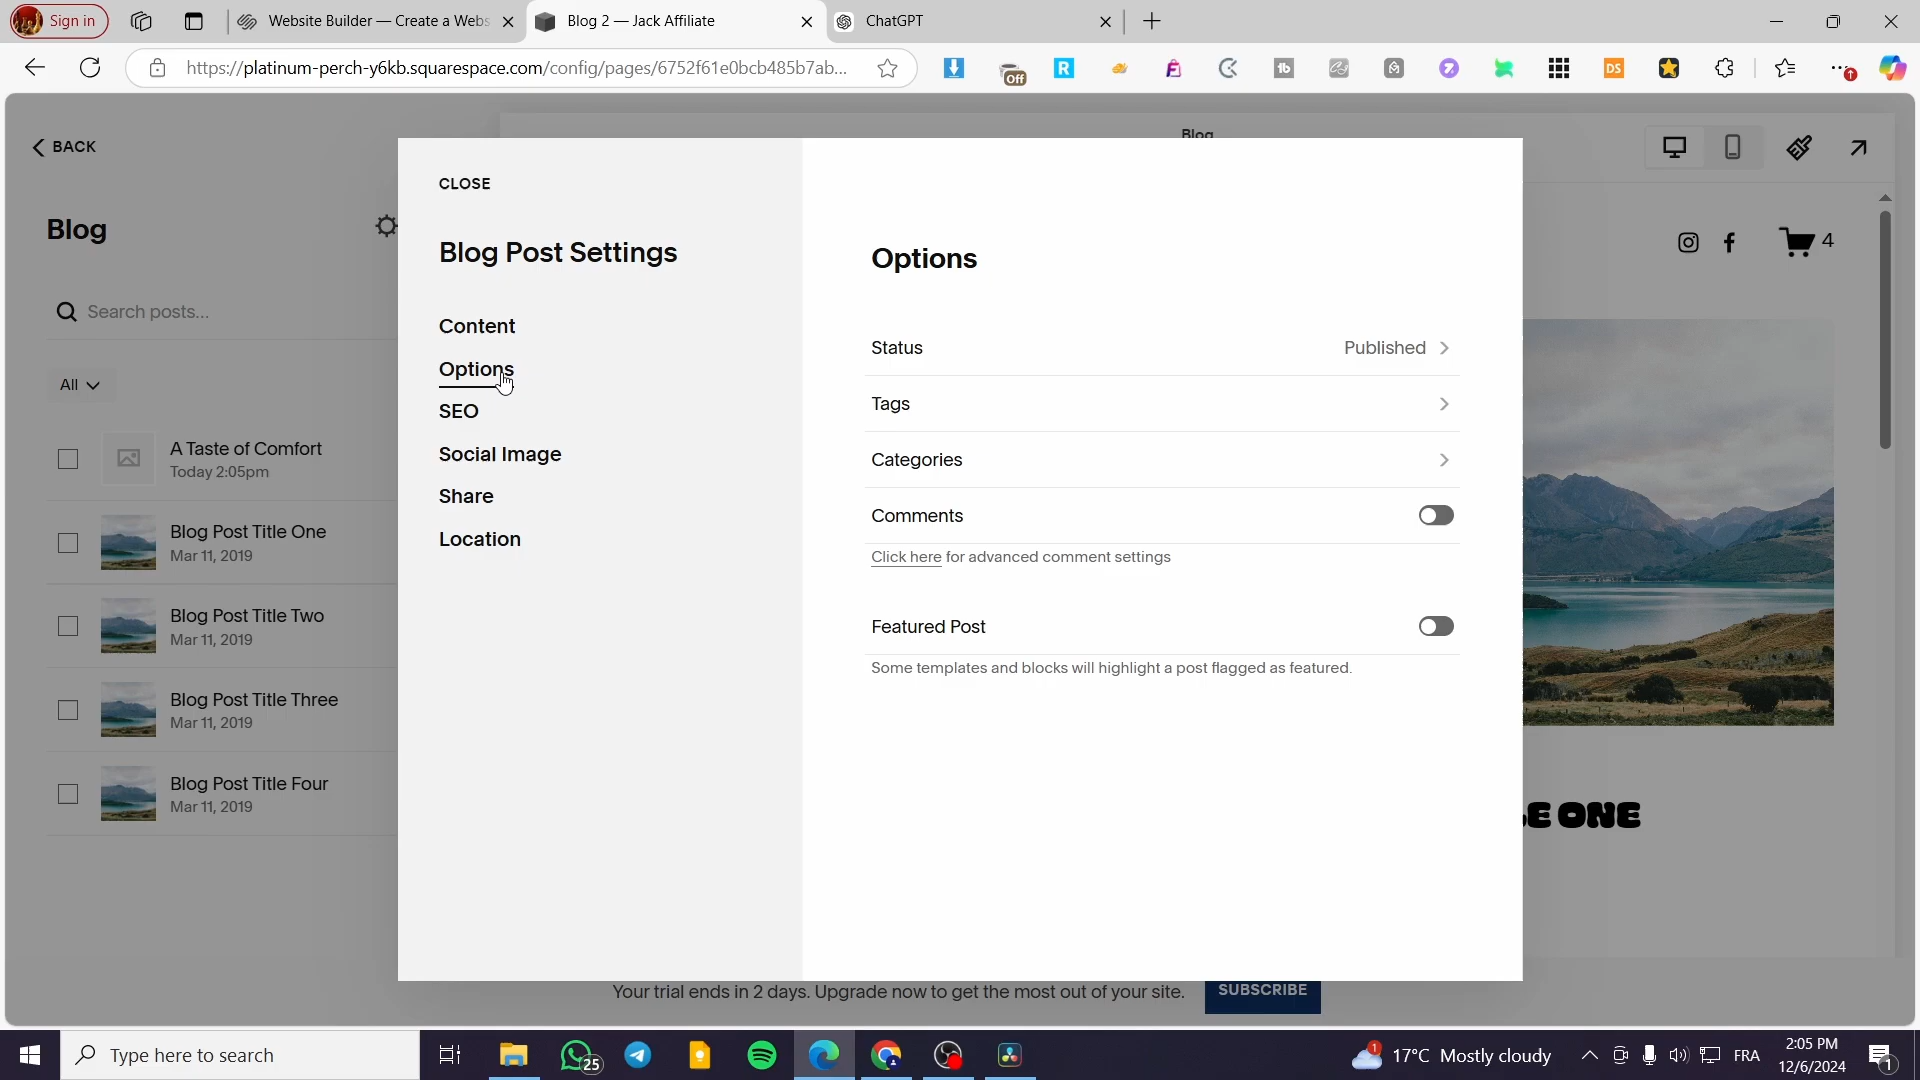 Sign in
Website Builder — Create a Webs
Blog 2 — Jack Affiliate
ChatGPT
https://platinum-perch-y6kb.squarespace.com/config/pages/6752f61e0bcb485b7ab...
Off
BACK
Blog
Blog
Search posts...
All
A Taste of Comfort
Today 2:05pm
Blog Post Title One
Mar 11, 2019
Blog Post Title Two
Mar 11, 2019
Blog Post Title Three
Mar 11, 2019
Blog Post Title Four
Mar 11, 2019
CLOSE
Blog Post Settings
Content
Options
SEO
Social Image
Share
Location
Options
Status
Published
Tags
Categories
Comments
Click here for advanced comment settings
Featured Post
Some templates and blocks will highlight a post flagged as featured.
4
E ONE
Your trial ends in 2 days. Upgrade now to get the most out of your site.
SUBSCRIBE
Type here to search
25
1
17°C Mostly cloudy
FRA
2:05 PM
12/6/2024
1